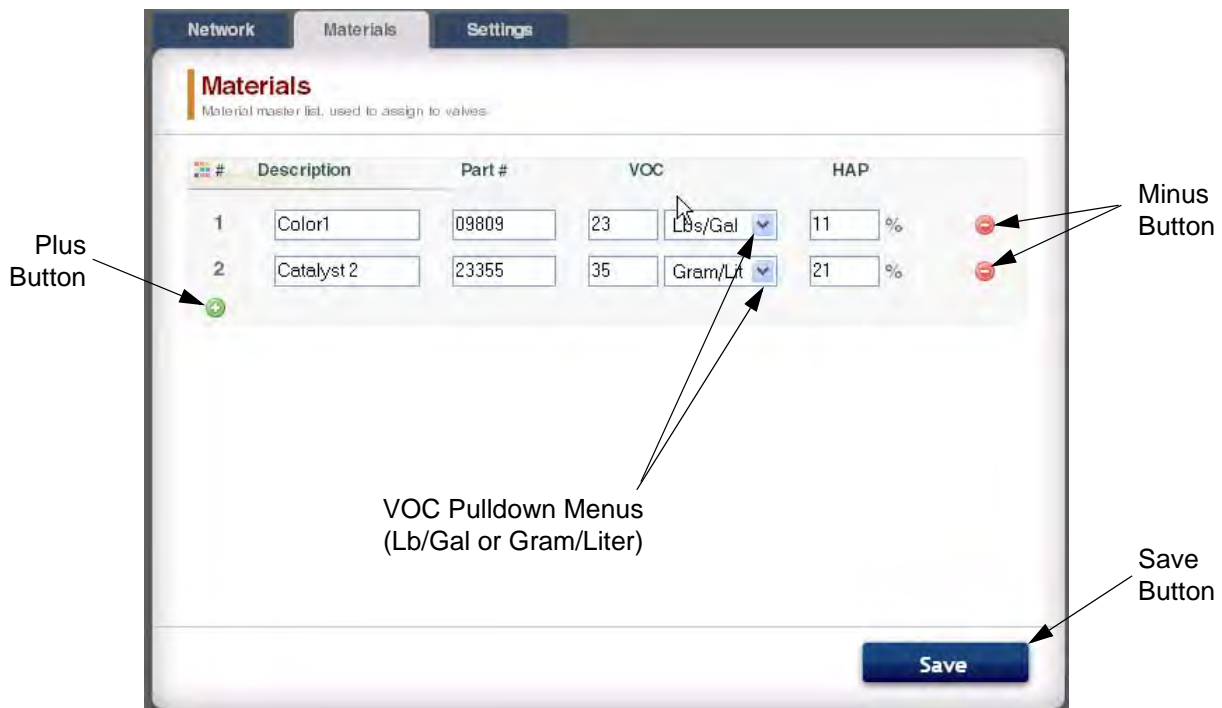 Network Materials Settings
Materials
Material master list, used to assign to valves.
# Description Part # VOC HAP
1 Color1 09809 23 Lbs/Gal 11 %
2 Catalyst 2 23355 35 Gram/Lit 21 %
Plus
Button
Minus
Button
VOC Pulldown Menus
(Lb/Gal or Gram/Liter)
Save
Button
Save